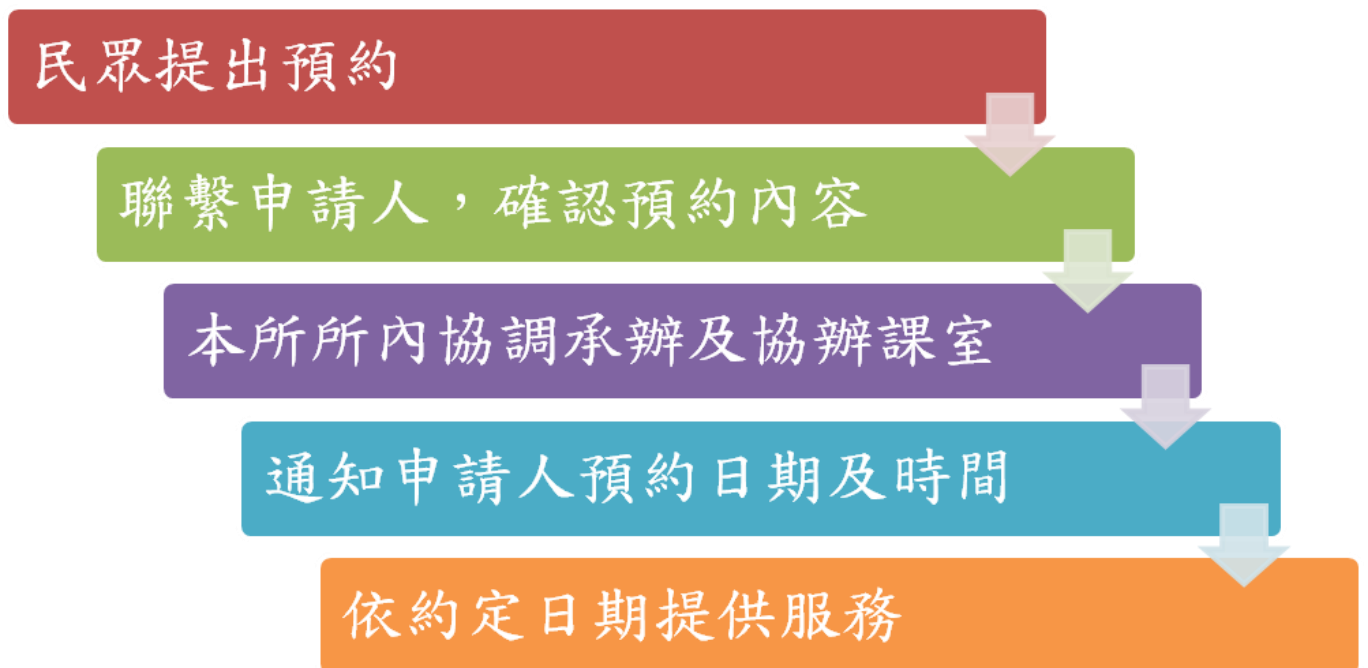 民眾提出預約
聯繫申請人，確認預約內容
本所所內協調承辦及協辦課室
通知申請人預約日期及時間
依約定日期提供服務